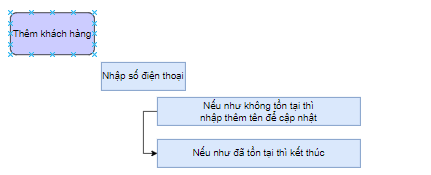 Thêm khách hàng
Nhập số điện thoại
Nếu như không tồn tại thì
nhập thêm tên để cập nhật
Nếu như đã tồn tại thì kết thúc